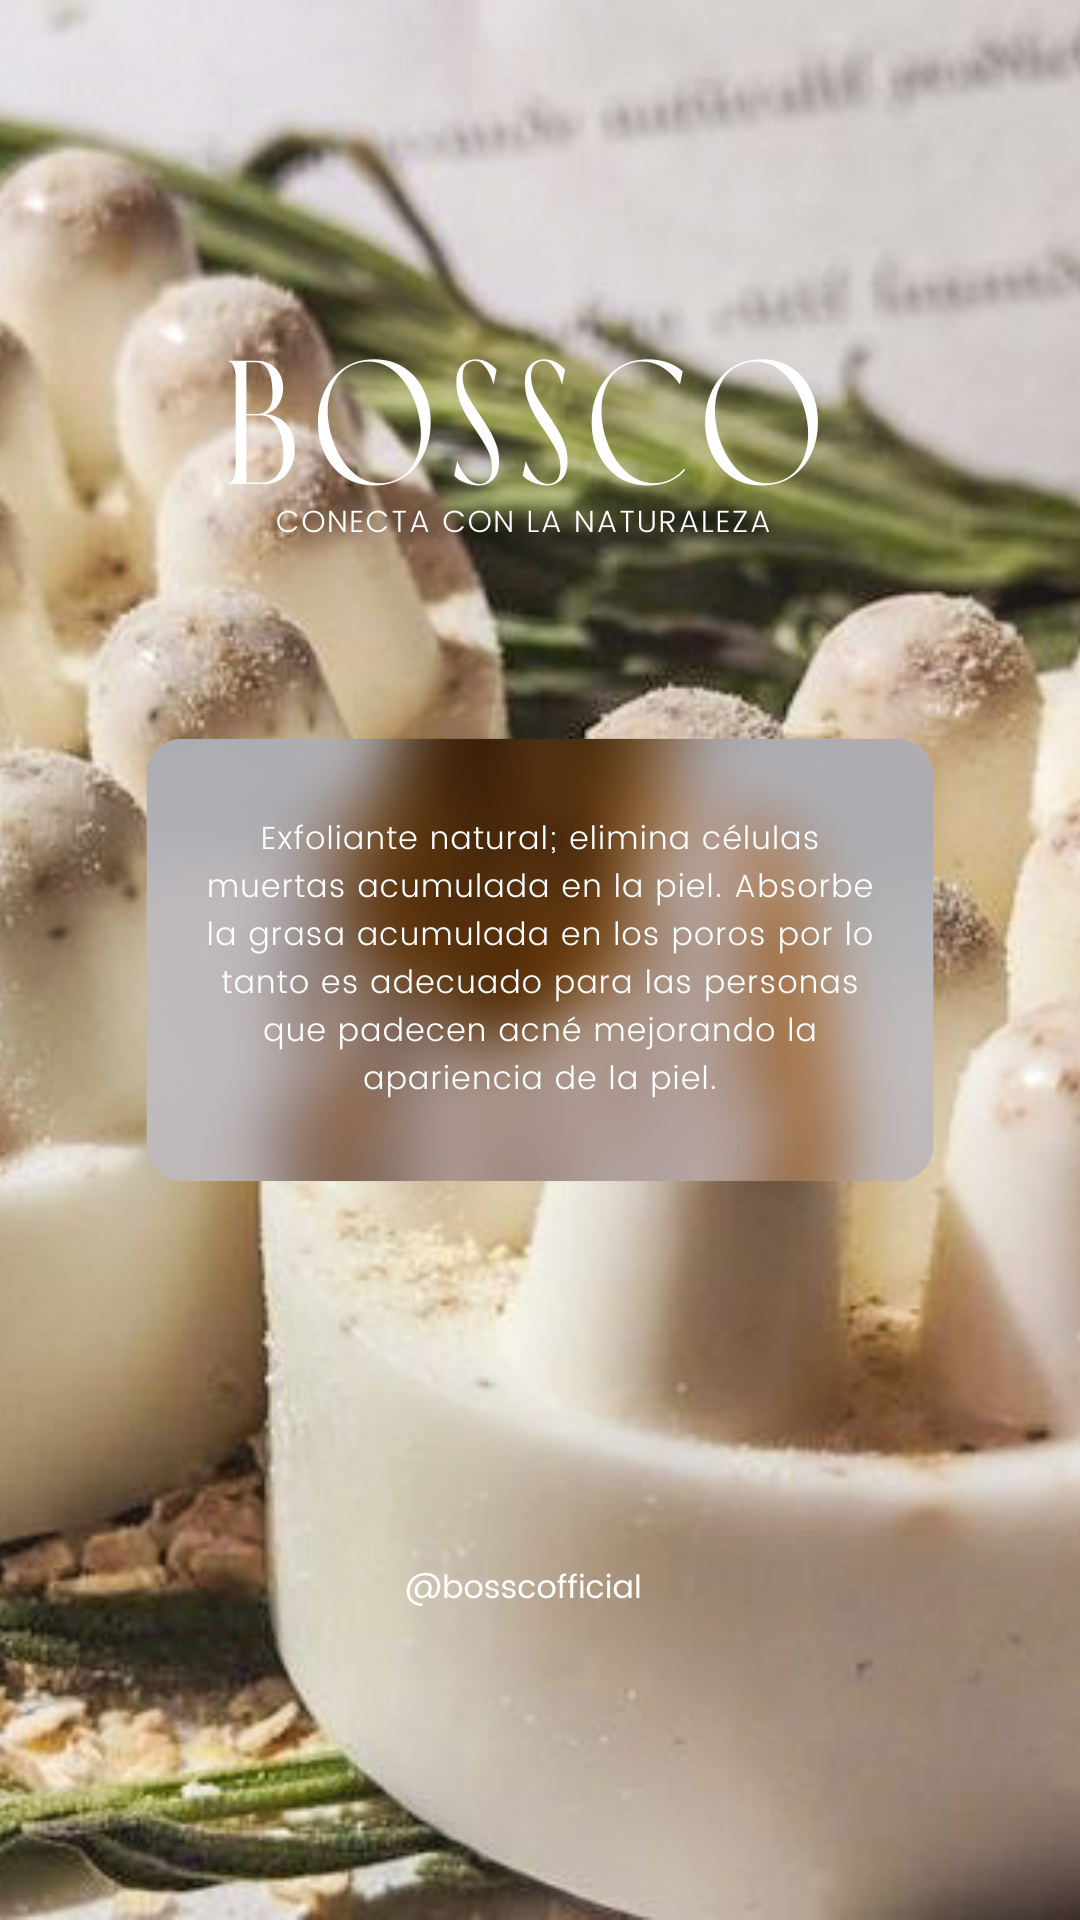 BOSSCO
CONECTA CON LA NATURALEZA
Exfoliante natural; elimina células
muertas acumulada en la piel. Absorbe
la grasa acumulada en los poros por lo
tanto es adecuado para las personas
que padecen acné mejorando la
apariencia de la piel.
@bosscofficial